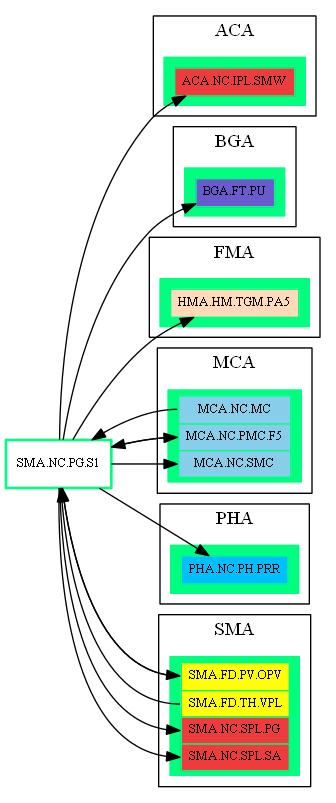 ACA
ACA.NC.IPL.SMW
BGA
BGA.FT.PU
FMA
HMA.HM.TGM.PA5
MCA
MCA.NC.MC
MCA.NC.PMC.F5
MCA.NC.SMC
SMA.NC.PG.S1
PHA
PHA.NC.PH.PRR
SMA
SMA.FD.PV.OPV
SMA.FD.TH.VPL
SMA.NC.SPL.PG
SMA.NC.SPL.SA